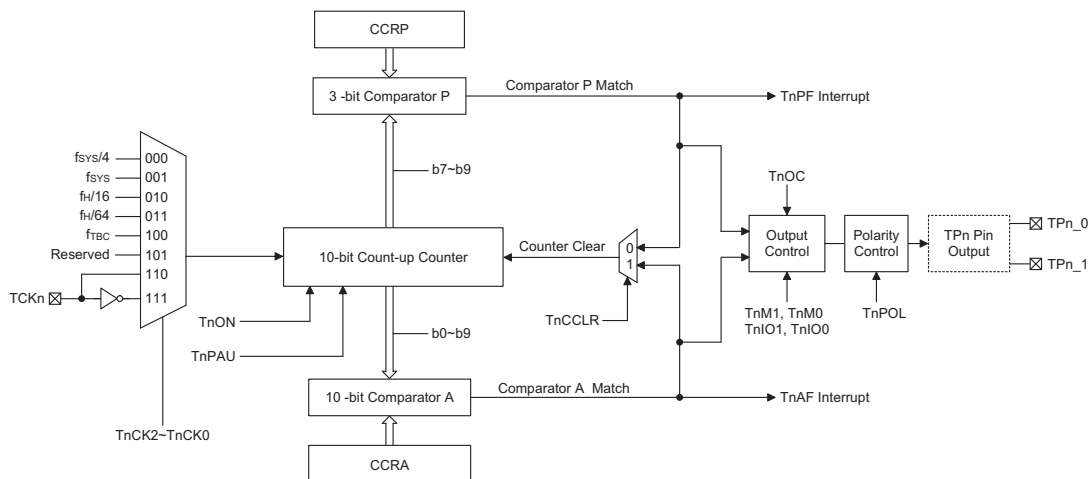 CCRP
3 -bit Comparator P
Comparator P Match
TnPF Interrupt
b7~b9
fSYS/4
000
fSYS
001
fH/16
010
fH/64
011
fTBC
100
Reserved
101
110
TCKn
111
TnCK2~TnCK0
10-bit Count-up Counter
Counter Clear
0
1
TnCCLR
TnON
TnPAU
b0~b9
TnOC
Output
Control
TnM1, TnM0
TnIO1, TnIO0
Polarity
Control
TnPOL
TPn Pin
Output
TPn_0
TPn_1
10 -bit Comparator A
Comparator A Match
TnAF Interrupt
CCRA